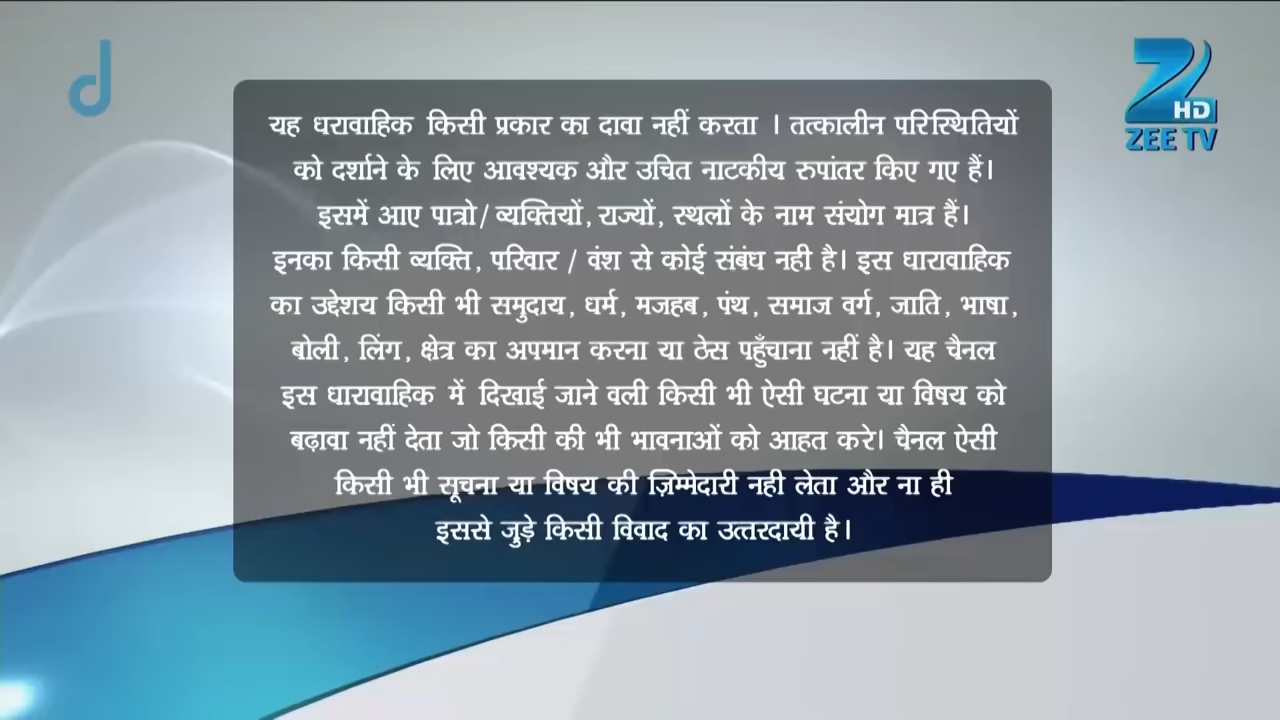 d
Z
HD
ZEE TV
यह धरावाहिक किसी प्रकार का दावा नहीं करता । तत्कालीन परिस्थितियों
को दर्शाने के लिए आवश्यक और उचित नाटकीय रुपांतर किए गए हैं।
इसमें आए पात्रो/व्यक्तियों, राज्यों, स्थलों के नाम संयोग मात्र हैं।
इनका किसी व्यक्ति, परिवार / वंश से कोई संबंघ नही है। इस धारावाहिक
का उद्देशय किसी भी समुदाय, धर्म, मजहब, पंथ, समाज वर्ग, जाति, भाषा,
बोली, लिंग, क्षेत्र का अपमान करना या ठेस पहुँचाना नहीं है। यह चैनल
इस धारावाहिक में दिखाई जाने वली किसी भी ऐसी घटना या विषय को
बढ़ावा नहीं देता जो किसी की भी भावनाओं को आहत करे। चैनल ऐसी
किसी भी सूचना या विषय की ज़िम्मेदारी नही लेता और ना ही
इससे जुड़े किसी विवाद का उत्तरदायी है।